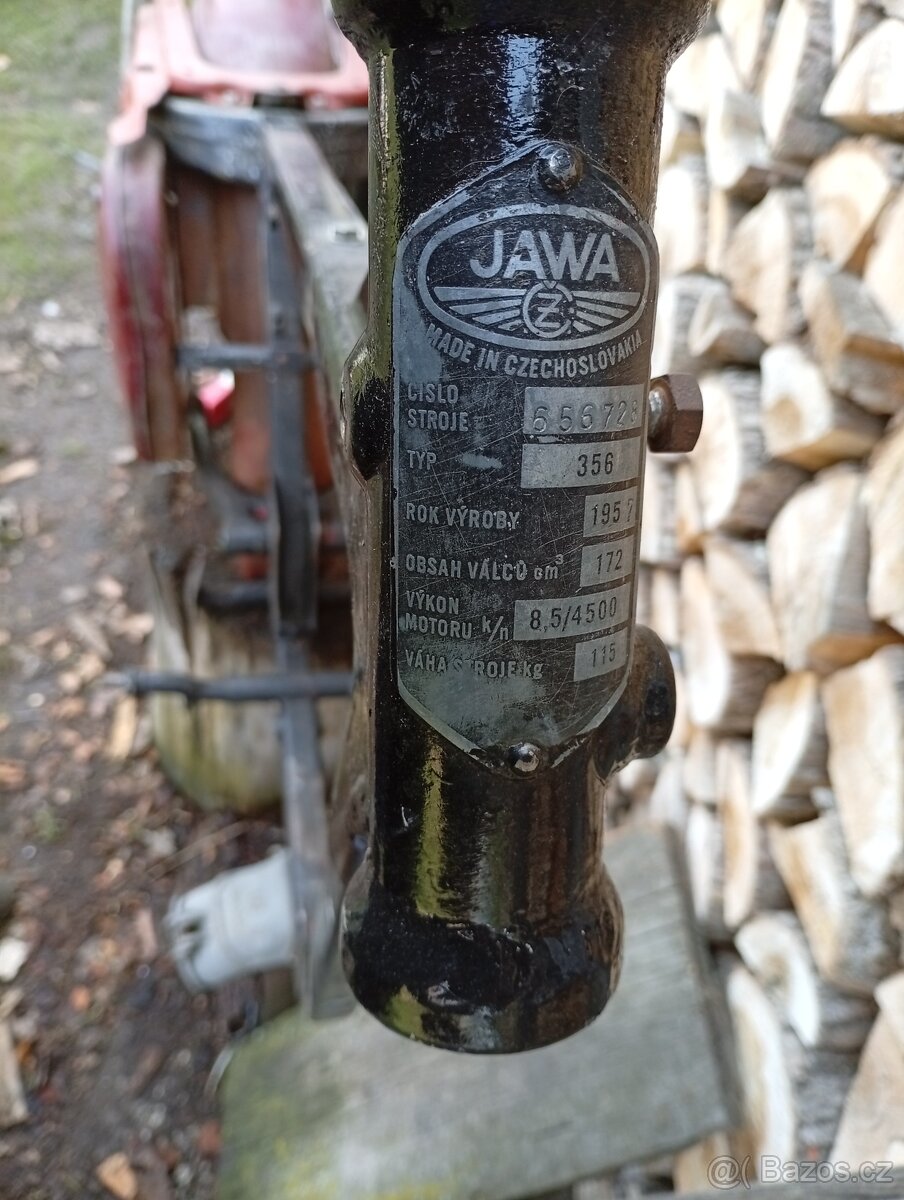 JAWA
ČZ
MADE IN CZECHOSLOVAKIA
ČÍSLO
STROJE
TYP 356
ROK VÝROBY 1957
OBSAH VÁLCŮ cm³ 172
VÝKON
MOTORU k/n 8,5/4500
VÁHA STROJE kg 115
@( Bazos.cz